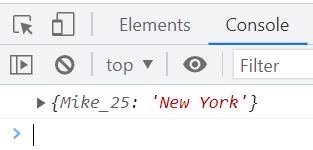 Elements Console
top ▼ Filter
▶ {Mike_25: 'New York'}
>